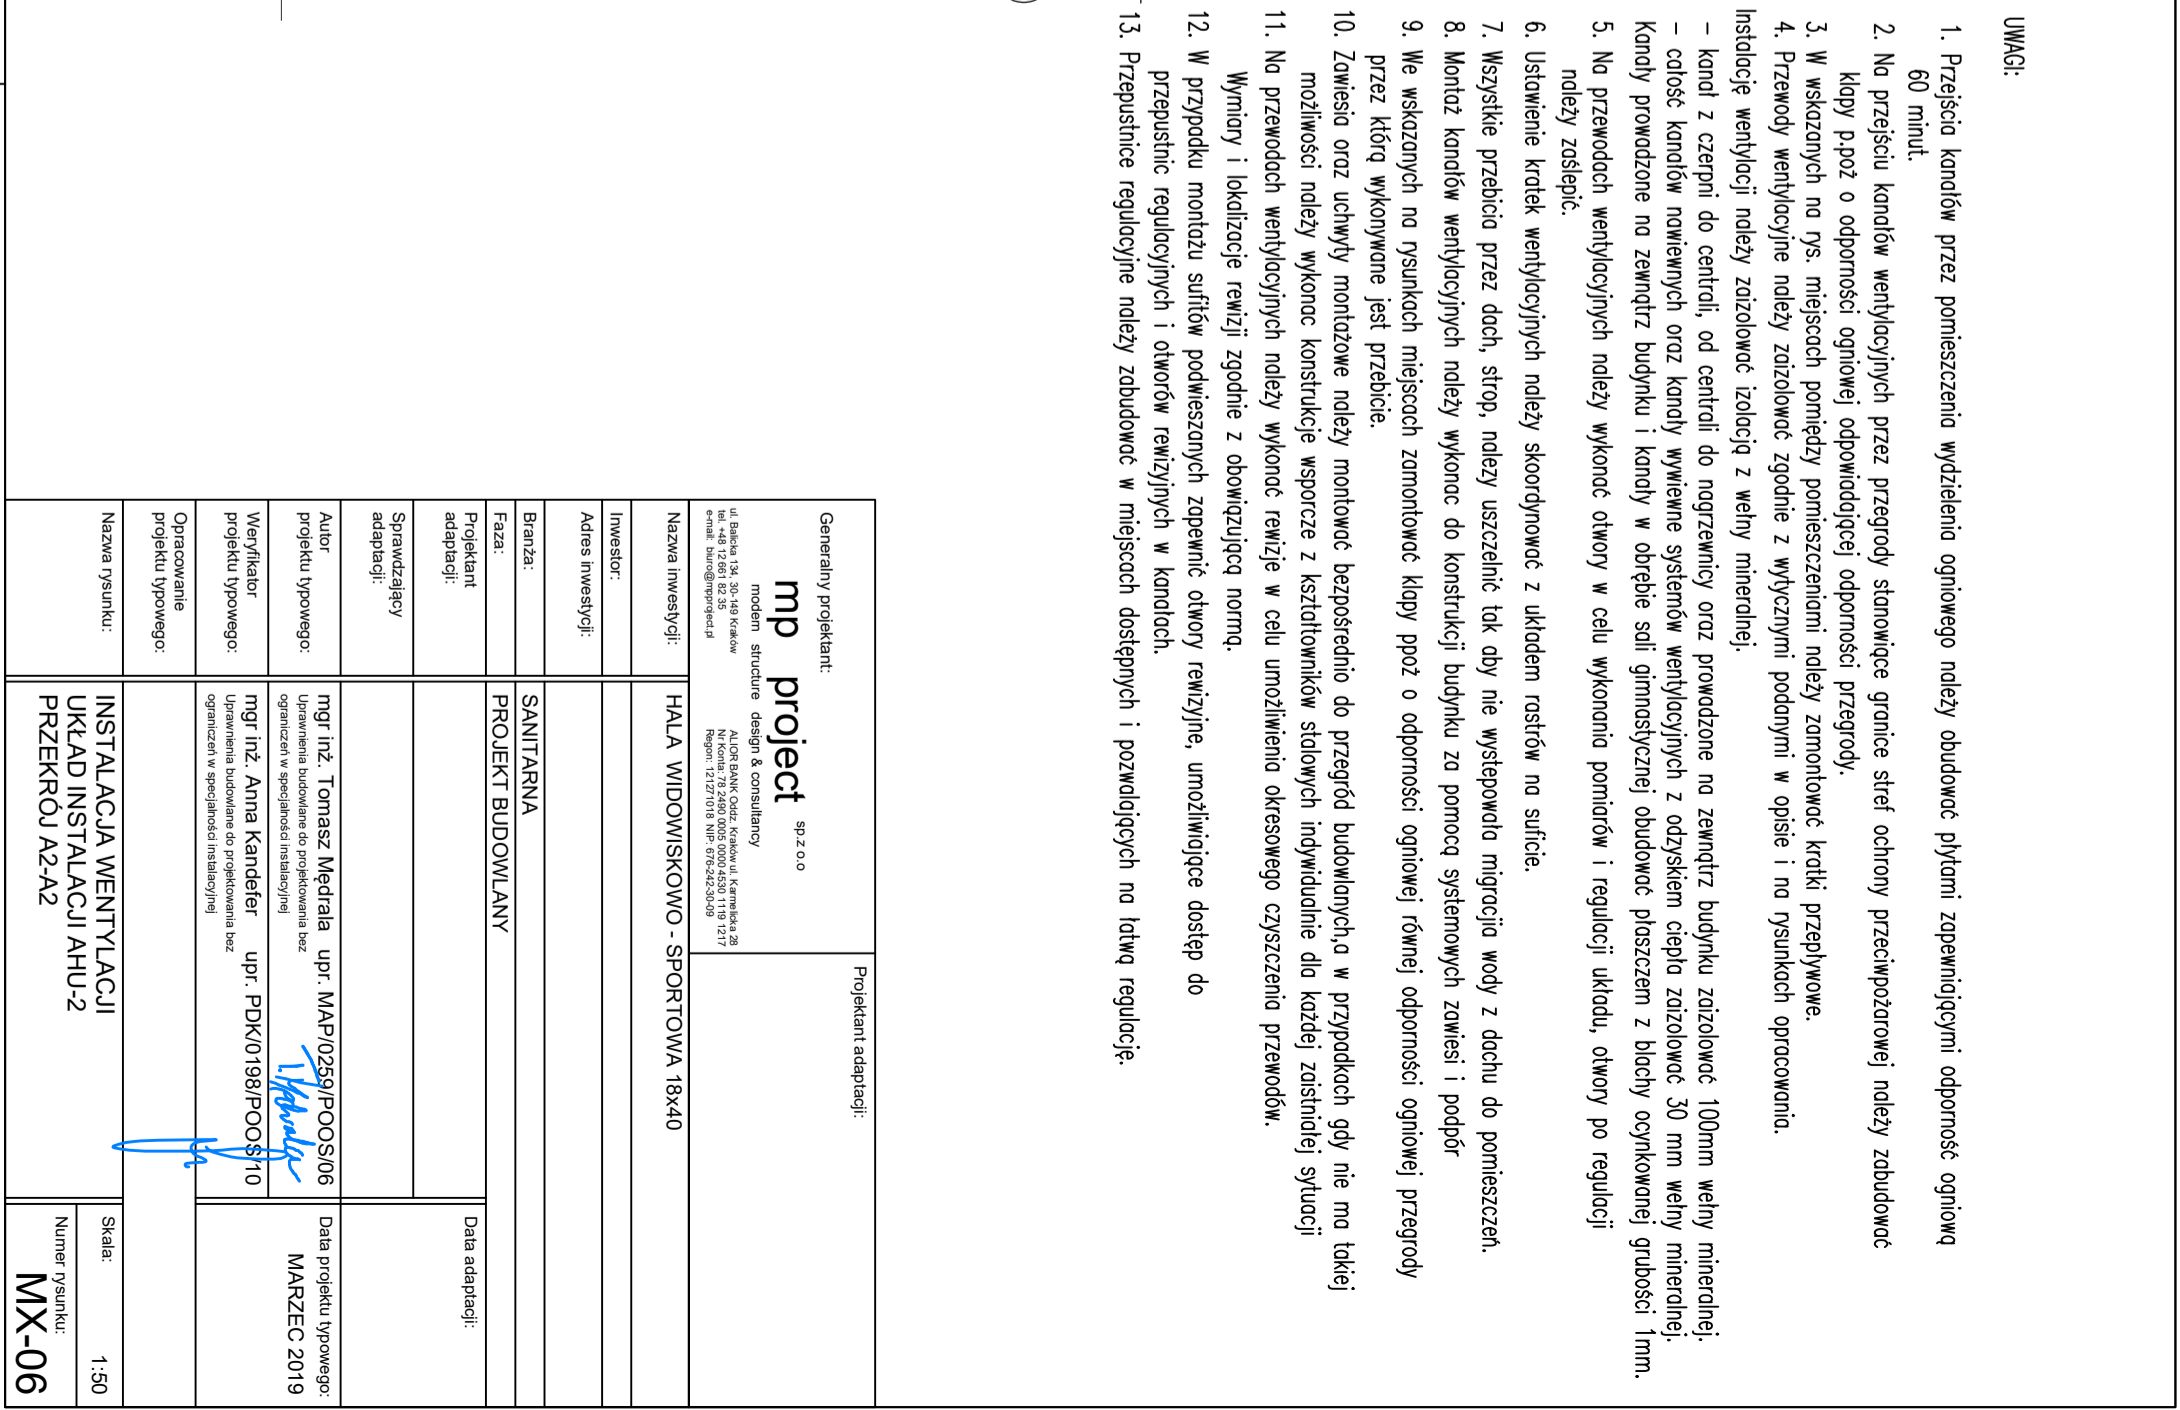 UWAGI:
1. Przejścia kanałów przez pomieszczenia wydzielenia ogniowego należy obudować płytami zapewniającymi odporność ogniową
60 minut.
2. Na przejściu kanałów wentylacyjnych przez przegrody stanowiące granice stref ochrony przeciwpożarowej należy zabudować
klapy p.poż o odporności ogniowej odpowiadającej odporności przegrody.
3. W wskazanych na rys. miejscach pomiędzy pomieszczeniami należy zamontować kratki przepływowe.
4. Przewody wentylacyjne należy zaizolować zgodnie z wytycznymi podanymi w opisie i na rysunkach opracowania.
Instalację wentylacji należy zaizolować izolacją z wełny mineralnej.
– kanał z czerpni do centrali, od centrali do nagrzewnicy oraz prowadzone na zewnątrz budynku zaizolować 100mm wełny mineralnej.
– całość kanałów nawiewnych oraz kanały wywiewne systemów wentylacyjnych z odzyskiem ciepła zaizolować 30 mm wełny mineralnej.
Kanały prowadzone na zewnątrz budynku i kanały w obrębie sali gimnastycznej obudować płaszczem z blachy ocynkowanej grubości 1mm.
5. Na przewodach wentylacyjnych należy wykonać otwory w celu wykonania pomiarów i regulacji układu, otwory po regulacji
należy zaślepić.
6. Ustawienie kratek wentylacyjnych należy skoordynować z układem rastrów na suficie.
7. Wszystkie przebicia przez dach, strop, nalezy uszczelnić tak aby nie wystepowała migracja wody z dachu do pomieszczeń.
8. Montaż kanałów wentylacyjnych należy wykonac do konstrukcji budynku za pomocą systemowych zawiesi i podpór
9. We wskazanych na rysunkach miejscach zamontować klapy ppoż o odporności ogniowej równej odporności ogniowej przegrody
przez którą wykonywane jest przebicie.
10. Zawiesia oraz uchwyty montażowe należy montować bezpośrednio do przegród budowlanych,a w przypadkach gdy nie ma takiej
możliwości należy wykonac konstrukcje wsporcze z kształtowników stalowych indywidualnie dla każdej zaistniałej sytuacji
11. Na przewodach wentylacyjnych należy wykonać rewizje w celu umożliwienia okresowego czyszczenia przewodów.
Wymiary i lokalizacje rewizji zgodnie z obowiązującą normą.
12. W przypadku montażu sufitów podwieszanych zapewnić otwory rewizyjne, umożliwiające dostęp do
przepustnic regulacyjnych i otworów rewizyjnych w kanałach.
13. Przepustnice regulacyjne należy zabudować w miejscach dostępnych i pozwalających na łatwą regulację.
Generalny projektant:
mp project sp.z o.o
modern structure design & consultancy
ul. Balicka 134, 30-149 Kraków
tel. +48 12 661 82 35
e-mail: biuro@mpproject.pl
ALIOR BANK Oddz. Kraków ul. Karmelicka 28
Nr Konta: 78 2490 0005 0000 4530 1119 1217
Regon: 121271018 NIP: 676-242-30-09
Projektant adaptacji:
Nazwa inwestycji: HALA WIDOWISKOWO - SPORTOWA 18x40
Inwestor:
Adres inwestycji:
Branża: SANITARNA
Faza: PROJEKT BUDOWLANY
Projektant
adaptacji:
Data adaptacji:
Sprawdzający
adaptacji:
Autor
projektu typowego:
mgr inż. Tomasz Mędrala upr. MAP/0259/POOS/06
Uprawnienia budowlane do projektowania bez
ograniczeń w specjalności instalacyjnej
Data projektu typowego:
MARZEC 2019
Weryfikator
projektu typowego:
mgr inż. Anna Kandefer upr. PDK/0198/POOS/10
Uprawnienia budowlane do projektowania bez
ograniczeń w specjalności instalacyjnej
Opracowanie
projektu typowego:
Nazwa rysunku:
INSTALACJA WENTYLACJI
UKŁAD INSTALACJI AHU-2
PRZEKRÓJ A2-A2
Skala: 1:50
Numer rysunku:
MX-06